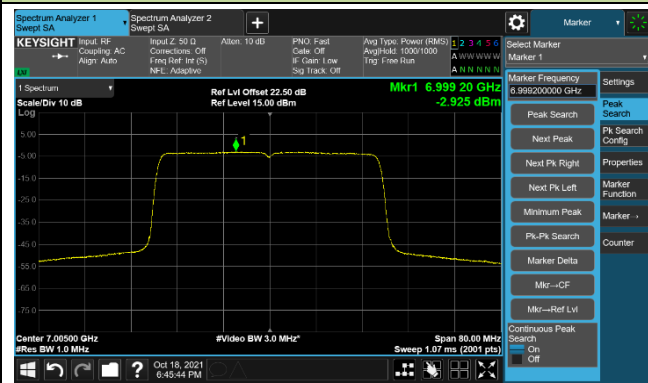 Spectrum Analyzer 1
Swept SA
Spectrum Analyzer 2
Swept SA
+
Marker
KEYSIGHT
Input: RF
Coupling: AC
Align: Auto
Input Z: 50 Ω
Corrections: Off
Freq Ref: Int (S)
NFE: Adaptive
Atten: 10 dB
PNO: Fast
Gate: Off
IF Gain: Low
Sig Track: Off
Avg Type: Power (RMS)
Avg|Hold: 1000/1000
Trig: Free Run
1 2 3 4 5 6
A W W W W W
A N N N N N
LXI
Select Marker
Marker 1
1 Spectrum
Scale/Div 10 dB
Log
Ref Lvl Offset 22.50 dB
Ref Level 15.00 dBm
Mkr1 6.999 20 GHz
-2.925 dBm
1
5.00
-5.00
-15.0
-25.0
-35.0
-45.0
-55.0
-65.0
-75.0
Center 7.00500 GHz
#Res BW 1.0 MHz
#Video BW 3.0 MHz*
Span 80.00 MHz
Sweep 1.07 ms (2001 pts)
Marker Frequency
6.999200000 GHz
Peak Search
Next Peak
Next Pk Right
Next Pk Left
Minimum Peak
Pk-Pk Search
Marker Delta
Mkr→CF
Mkr→Ref Lvl
Continuous Peak
Search
On
Off
Settings
Peak
Search
Pk Search
Config
Properties
Marker
Function
Marker→
Counter
?
Oct 18, 2021
6:45:44 PM